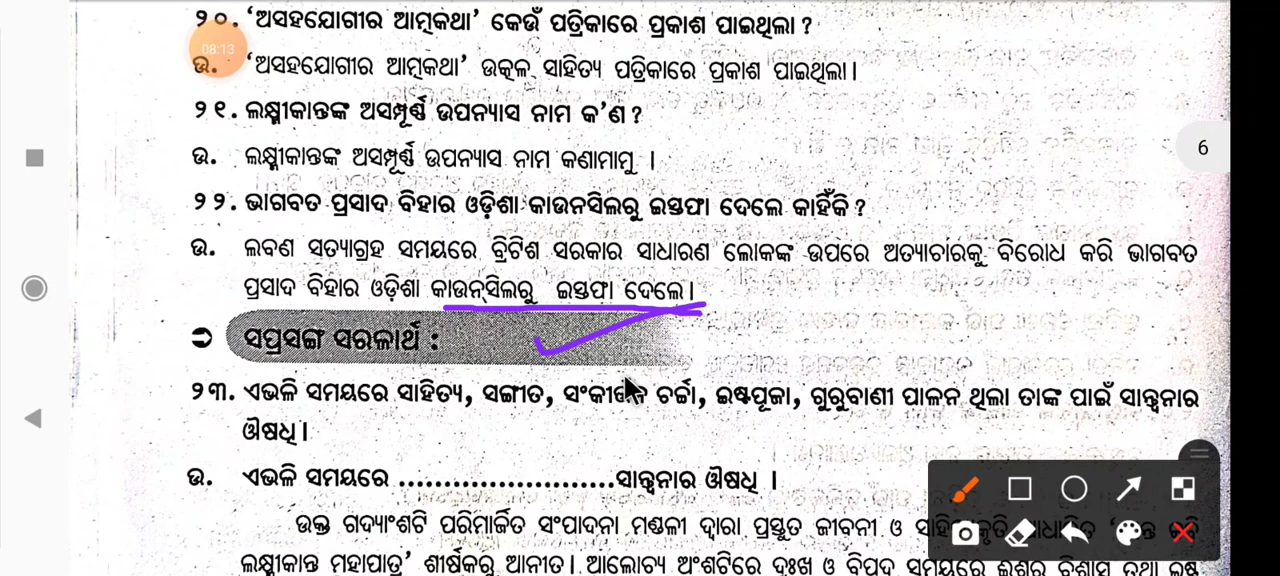 ୨୦. ‘ଅସହଯୋଗୀର ଆତ୍ମକଥା’ କେଉଁ ପତ୍ରିକାରେ ପ୍ରକାଶ ପାଇଥିଲା ?
08:13
ଉ. ‘ଅସହଯୋଗୀର ଆତ୍ମକଥା’ ଉତ୍କଳ ସାହିତ୍ୟ ପତ୍ରିକାରେ ପ୍ରକାଶ ପାଇଥିଲା।
୨୧. ଲକ୍ଷ୍ମୀକାନ୍ତଙ୍କ ଅସମ୍ପୂର୍ଣ୍ଣ ଉପନ୍ୟାସ ନାମ କ’ଣ ?
6
ଉ. ଲକ୍ଷ୍ମୀକାନ୍ତଙ୍କ ଅସମ୍ପୂର୍ଣ୍ଣ ଉପନ୍ୟାସ ନାମ କଣାମାମୁ ।
୨୨. ଭାଗବତ ପ୍ରସାଦ ବିହାର ଓଡ଼ିଶା କାଉନସିଲରୁ ଇସ୍ତଫା ଦେଲେ କାହିଁକି ?
ଉ. ଲବଣ ସତ୍ୟାଗ୍ରହ ସମୟରେ ବ୍ରିଟିଶ ସରକାର ସାଧାରଣ ଲୋକଙ୍କ ଉପରେ ଅତ୍ୟାଚାରକୁ ବିରୋଧ କରି ଭାଗବତ
ପ୍ରସାଦ ବିହାର ଓଡ଼ିଶା କାଉନ୍‌ସିଲରୁ ଇସ୍ତଫା ଦେଲେ।
ସପ୍ରସଙ୍ଗ ସରଳାର୍ଥ :
୨୩. ଏଭଳି ସମୟରେ ସାହିତ୍ୟ, ସଙ୍ଗୀତ, ଚର୍ଚ୍ଚା, ଇଷ୍ଟପୂଜା, ଗୁରୁବାଣୀ ପାଳନ ଥିଲା ତାଙ୍କ ପାଇଁ ସାନ୍ତ୍ୱନାର
ଔଷଧି।
ଉ. ଏଭଳି ସମୟରେ ........................ସାନ୍ତ୍ୱନାର ଔଷଧି ।
ଉକ୍ତ ଗଦ୍ୟାଂଶଟି ପରିମାର୍ଜିତ ସଂପାଦନା ମଣ୍ଡଳୀ ଦ୍ୱାରା ପ୍ରସ୍ତୁତ ଜୀବନୀ ଓ
ଲକ୍ଷ୍ମୀକାନ୍ତ ମହାପାତ୍ର’ ଶୀର୍ଷକରୁ ଆନୀତ। ଆଲୋଚ୍ୟ ଅଂଶଟିରେ ଦୁଃଖ ଓ ବିପଦ ସମୟରେ ଈଶ୍ୱର ବିଶ୍ୱାସ ତଥା